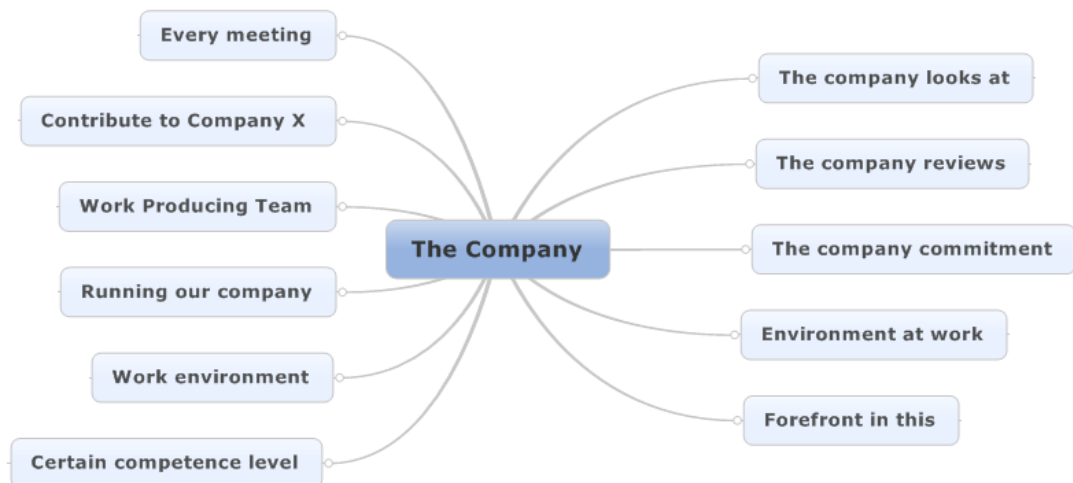 Every meeting
Contribute to Company X
Work Producing Team
Running our company
Work environment
Certain competence level
The Company
The company looks at
The company reviews
The company commitment
Environment at work
Forefront in this